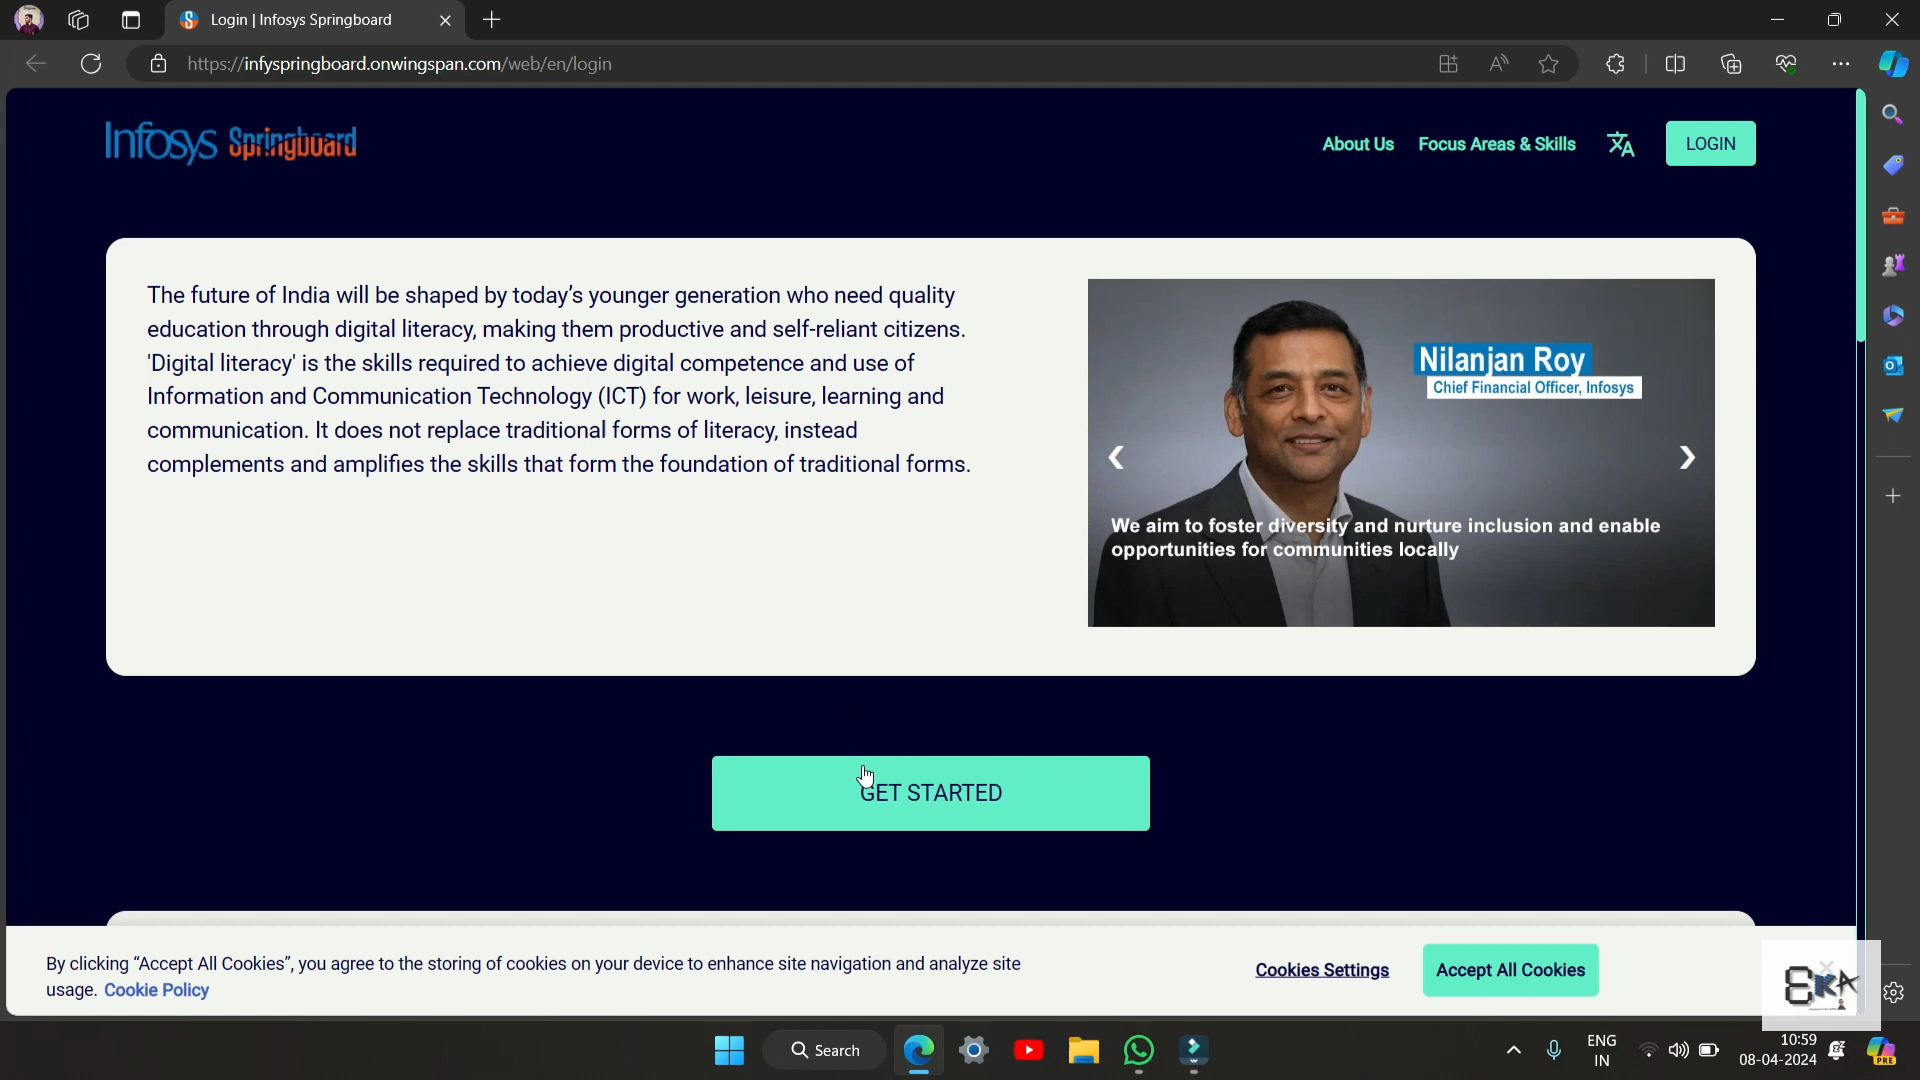 Login | Infosys Springboard
https://infyspringboard.onwingspan.com/web/en/login
Infosys Springboard
About Us
Focus Areas & Skills
LOGIN
The future of India will be shaped by today's younger generation who need quality
education through digital literacy, making them productive and self-reliant citizens.
'Digital literacy' is the skills required to achieve digital competence and use of
Information and Communication Technology (ICT) for work, leisure, learning and
communication. It does not replace traditional forms of literacy, instead
complements and amplifies the skills that form the foundation of traditional forms.
Nilanjan Roy
Chief Financial Officer, Infosys
We aim to foster diversity and nurture inclusion and enable
opportunities for communities locally
GET STARTED
By clicking “Accept All Cookies”, you agree to the storing of cookies on your device to enhance site navigation and analyze site
usage. Cookie Policy
Cookies Settings
Accept All Cookies
EKA
Search
ENG
IN
10:59
08-04-2024
PRE